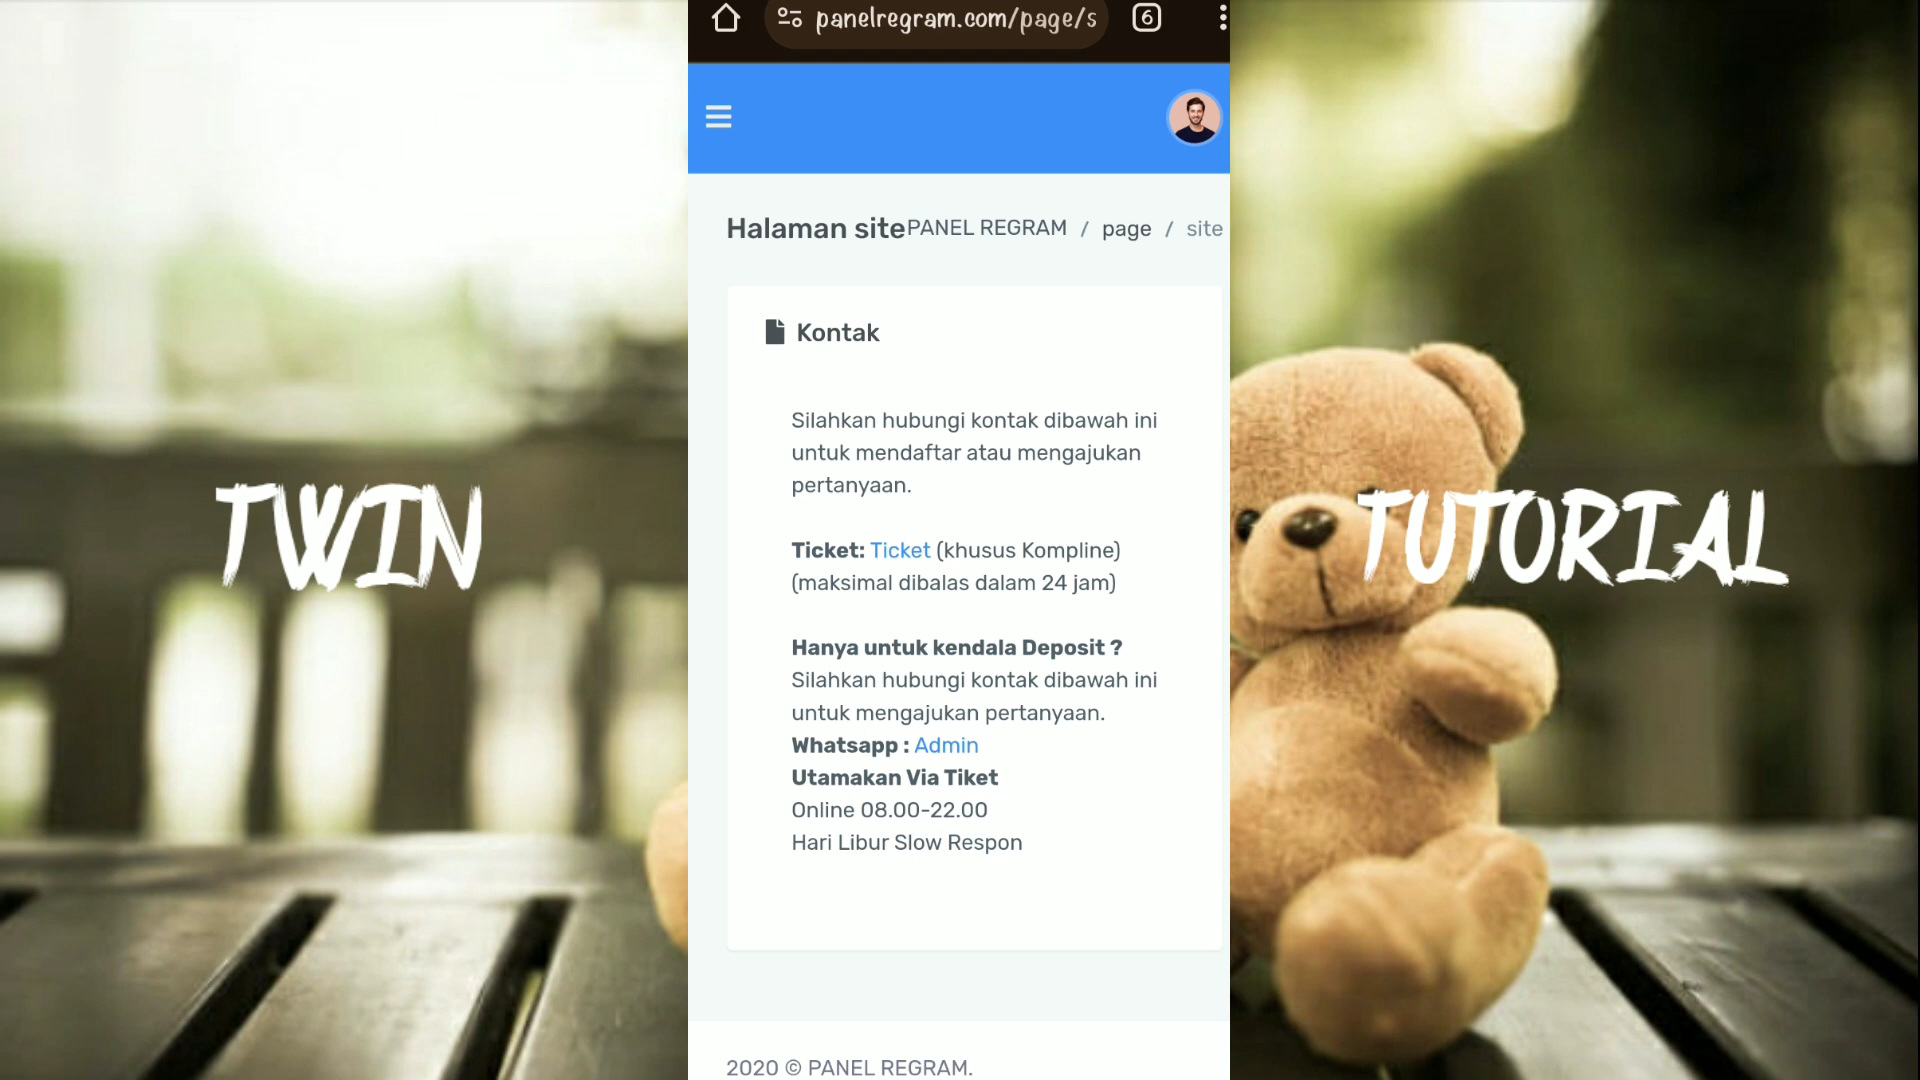 panelregram.com/page/s
6
Halaman site
PANEL REGRAM / page / site
Kontak
Silahkan hubungi kontak dibawah ini
untuk mendaftar atau mengajukan
pertanyaan.
Ticket: Ticket (khusus Kompline)
(maksimal dibalas dalam 24 jam)
Hanya untuk kendala Deposit ?
Silahkan hubungi kontak dibawah ini
untuk mengajukan pertanyaan.
Whatsapp : Admin
Utamakan Via Tiket
Online 08.00-22.00
Hari Libur Slow Respon
2020 © PANEL REGRAM.
TWIN
TUTORIAL